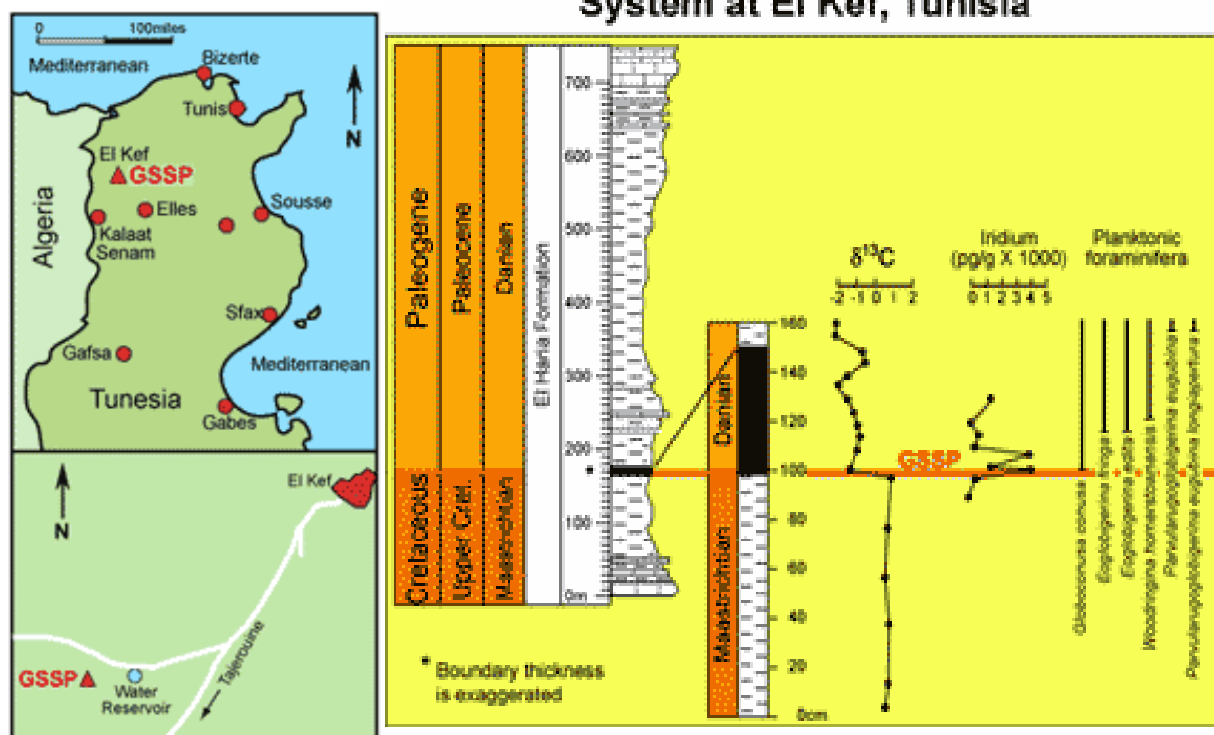 System at El Kef, Tunisia
0 100miles
Mediterranean
Bizerte
Tunis
N
El Kef
GSSP
Algeria
Elles
Sousse
Kalaat
Senam
Sfax
Gafsa
Mediterranean
Tunesia
Gabes
N
El Kef
Tajerouine
GSSP
Water
Reservoir
Paleogene
Paleocene
Danian
El Haria Formation
Cretaceous
Upper Cret.
Maastrichtian
700
600
500
400
300
200
100
0m
* Boundary thickness
is exaggerated
Danian
Maastrichtian
160
140
120
100
80
60
40
20
0cm
δ13C
-2 -1 0 1 2
Iridium
(pg/g X 1000)
0 1 2 3 4 5
GSSP
Planktonic
foraminifera
Globoconusa conusa
Eoglobigerina fringa
Eoglobigerina edita
Woodringina hornerstownensis
Parvularugoglobigerina eugubina
Parvularugoglobigerina eugubina longiapertura